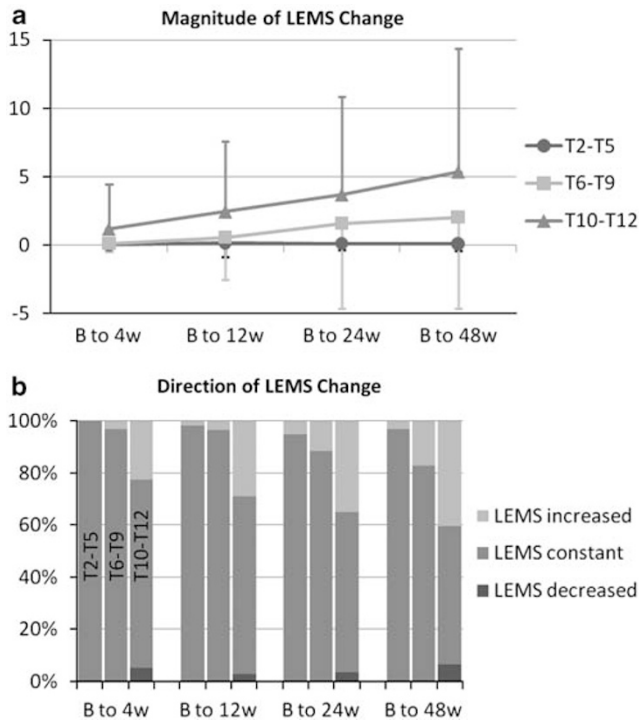 a
Magnitude of LEMS Change
15
10
5
0
-5
B to 4w B to 12w B to 24w B to 48w
T2-T5
T6-T9
T10-T12
b
Direction of LEMS Change
100%
80%
60%
40%
20%
0%
T2-T5
T6-T9
T10-T12
B to 4w B to 12w B to 24w B to 48w
LEMS increased
LEMS constant
LEMS decreased